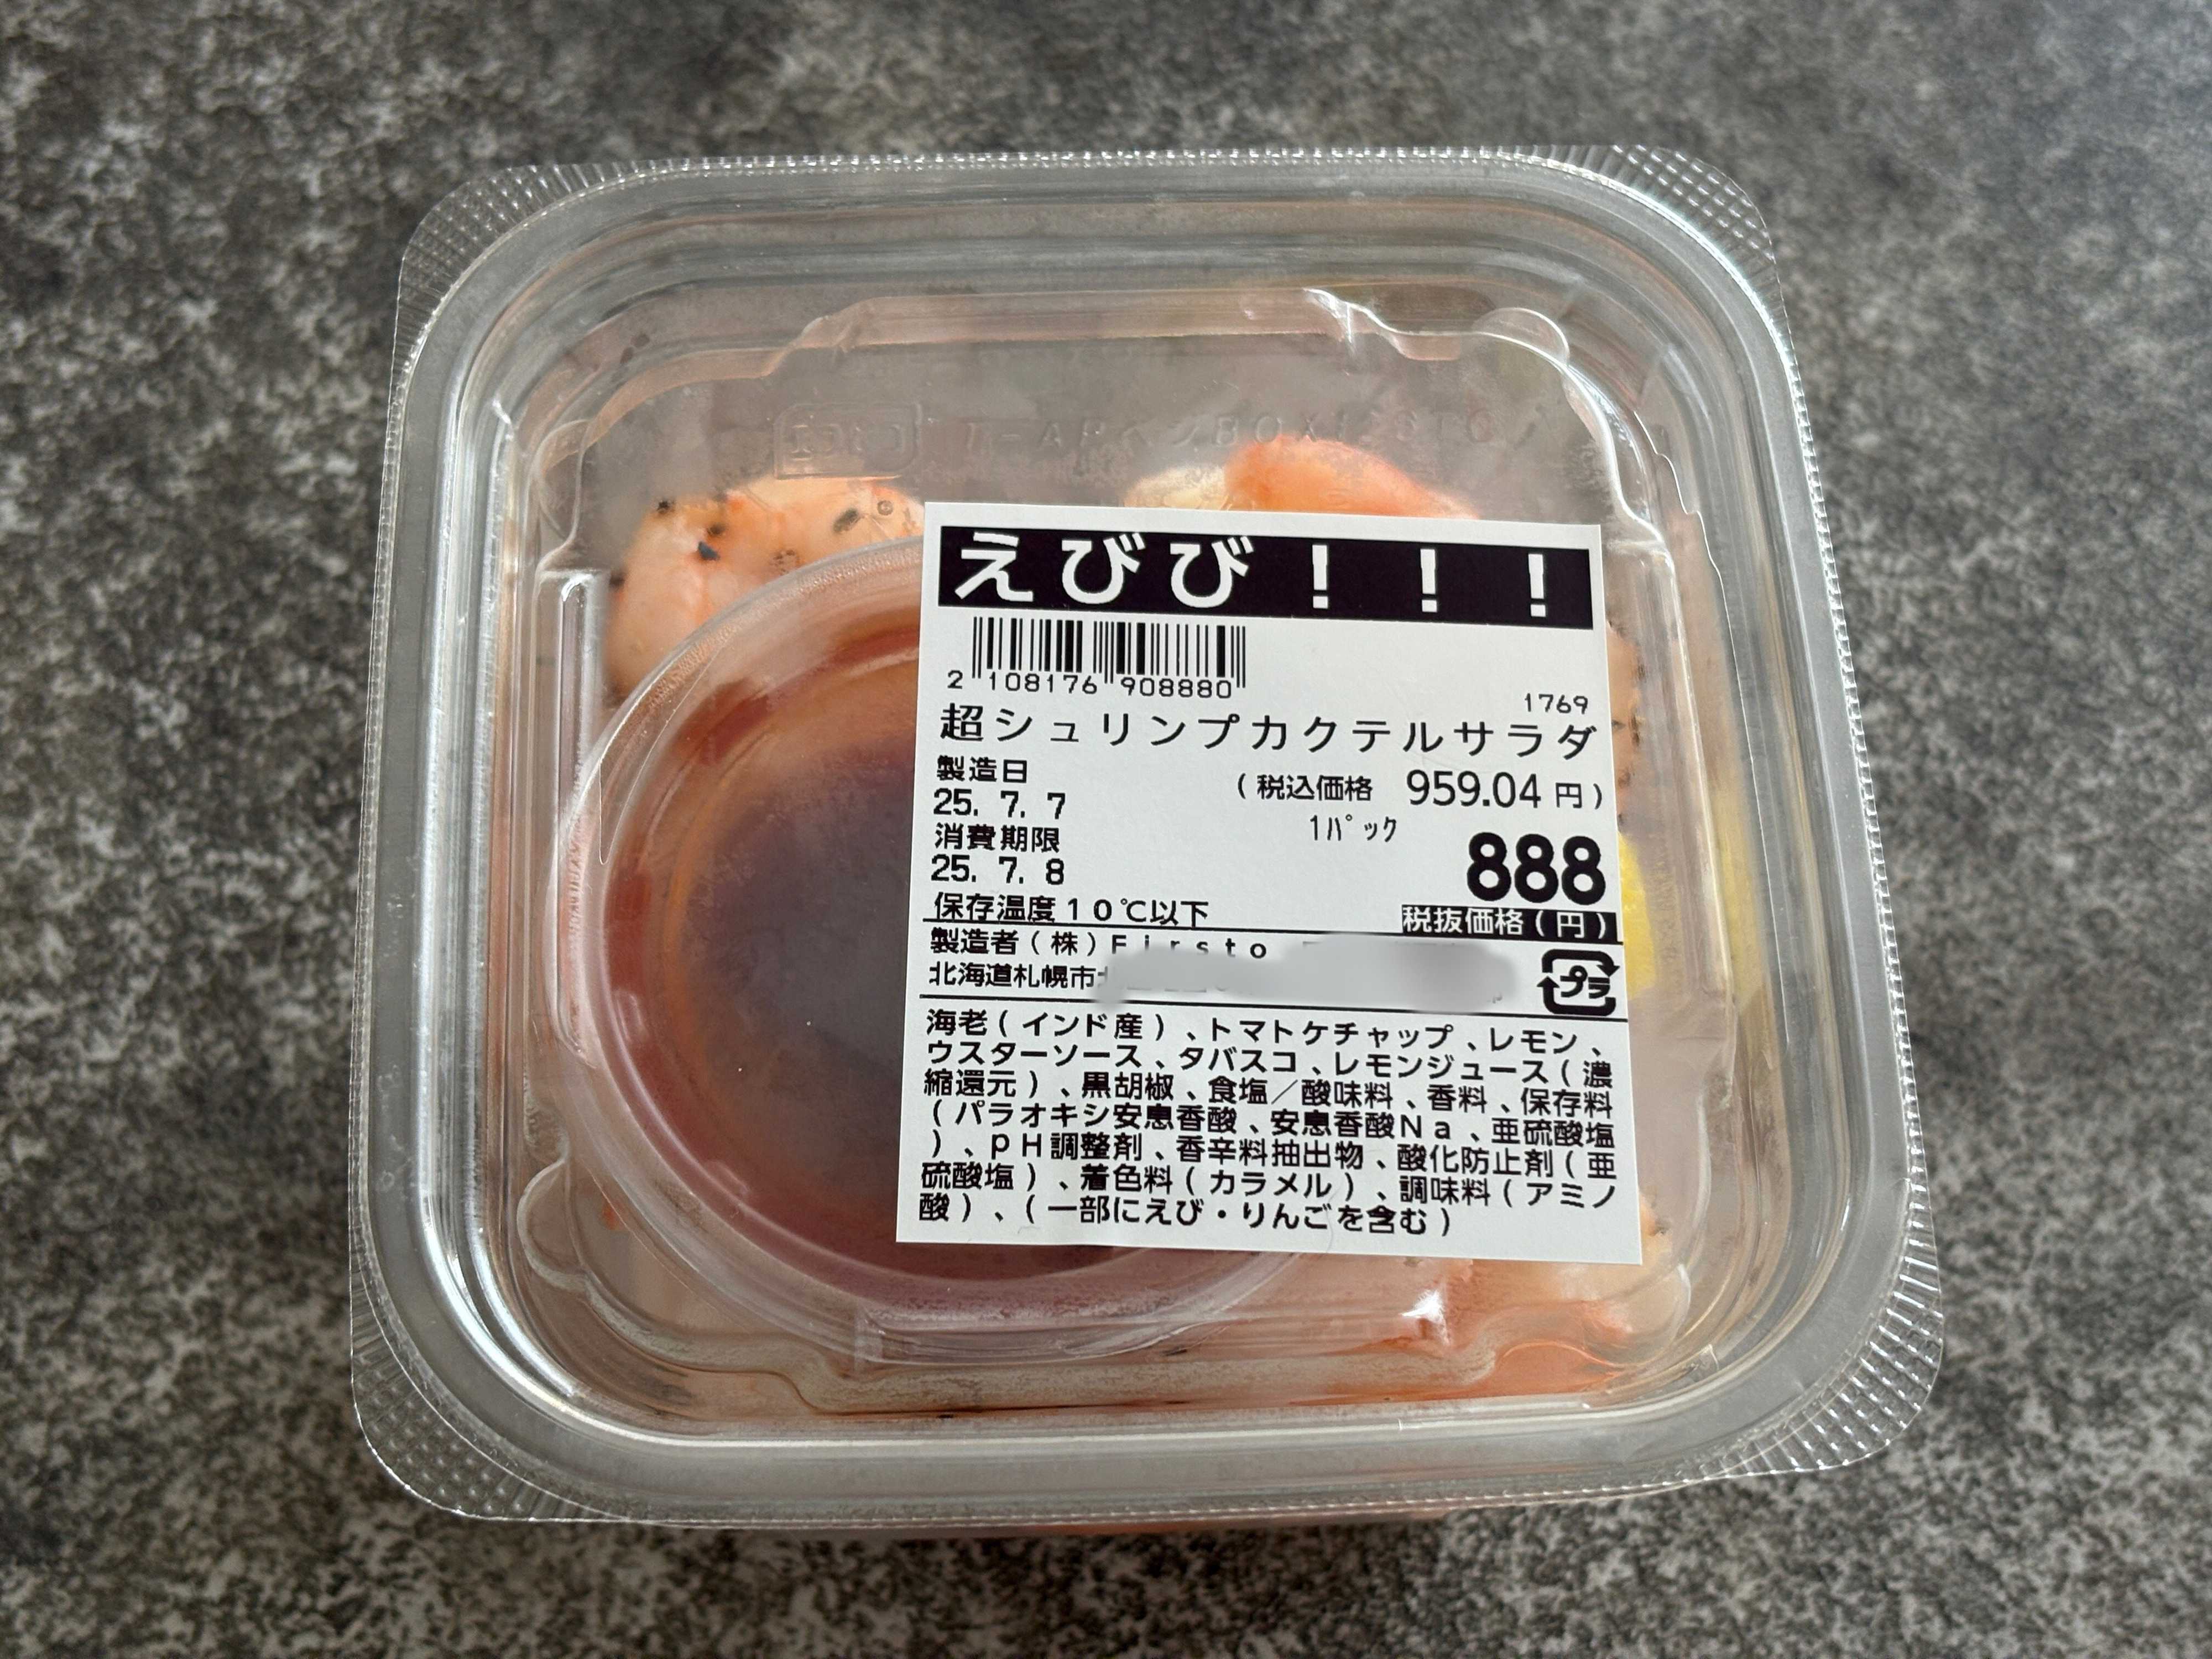 えびび！！！
2 108176 908880
1769
超シュリンプカクテルサラダ
製造日
(税込価格 959.04円)
25. 7. 7
1パック
消費期限
888
25. 7. 8
税抜価格(円)
保存温度10℃以下
製造者(株)Firsto
北海道札幌市
プラ
海老(インド産)、トマトケチャップ、レモン、
ウスターソース、タバスコ、レモンジュース(濃
縮還元)、黒胡椒、食塩／酸味料、香料、保存料
(パラオキシ安息香酸、安息香酸Na、亜硫酸塩
)、pH調整剤、香辛料抽出物、酸化防止剤(亜
硫酸塩)、着色料(カラメル)、調味料(アミノ
酸)、(一部にえび・りんごを含む)